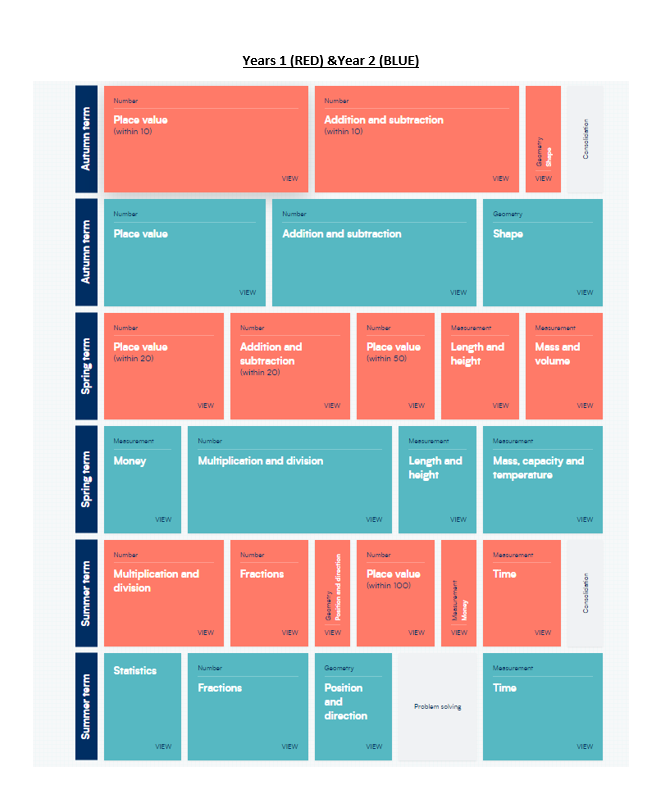 Years 1 (RED) &Year 2 (BLUE)
Autumn term
Number
Place value
(within 10)
VIEW
Number
Addition and subtraction
(within 10)
VIEW
Geometry
Shape
VIEW
Consolidation
Autumn term
Number
Place value
VIEW
Number
Addition and subtraction
VIEW
Geometry
Shape
VIEW
Spring term
Number
Place value
(within 20)
VIEW
Number
Addition and
subtraction
(within 20)
VIEW
Number
Place value
(within 50)
VIEW
Measurement
Length and
height
VIEW
Measurement
Mass and
volume
VIEW
Spring term
Measurement
Money
VIEW
Number
Multiplication and division
VIEW
Measurement
Length and
height
VIEW
Measurement
Mass, capacity and
temperature
VIEW
Summer term
Number
Multiplication and
division
VIEW
Number
Fractions
VIEW
Geometry
Position and direction
VIEW
Number
Place value
(within 100)
VIEW
Measurement
Money
VIEW
Measurement
Time
VIEW
Consolidation
Summer term
Statistics
VIEW
Number
Fractions
VIEW
Geometry
Position
and
direction
VIEW
Problem solving
Measurement
Time
VIEW